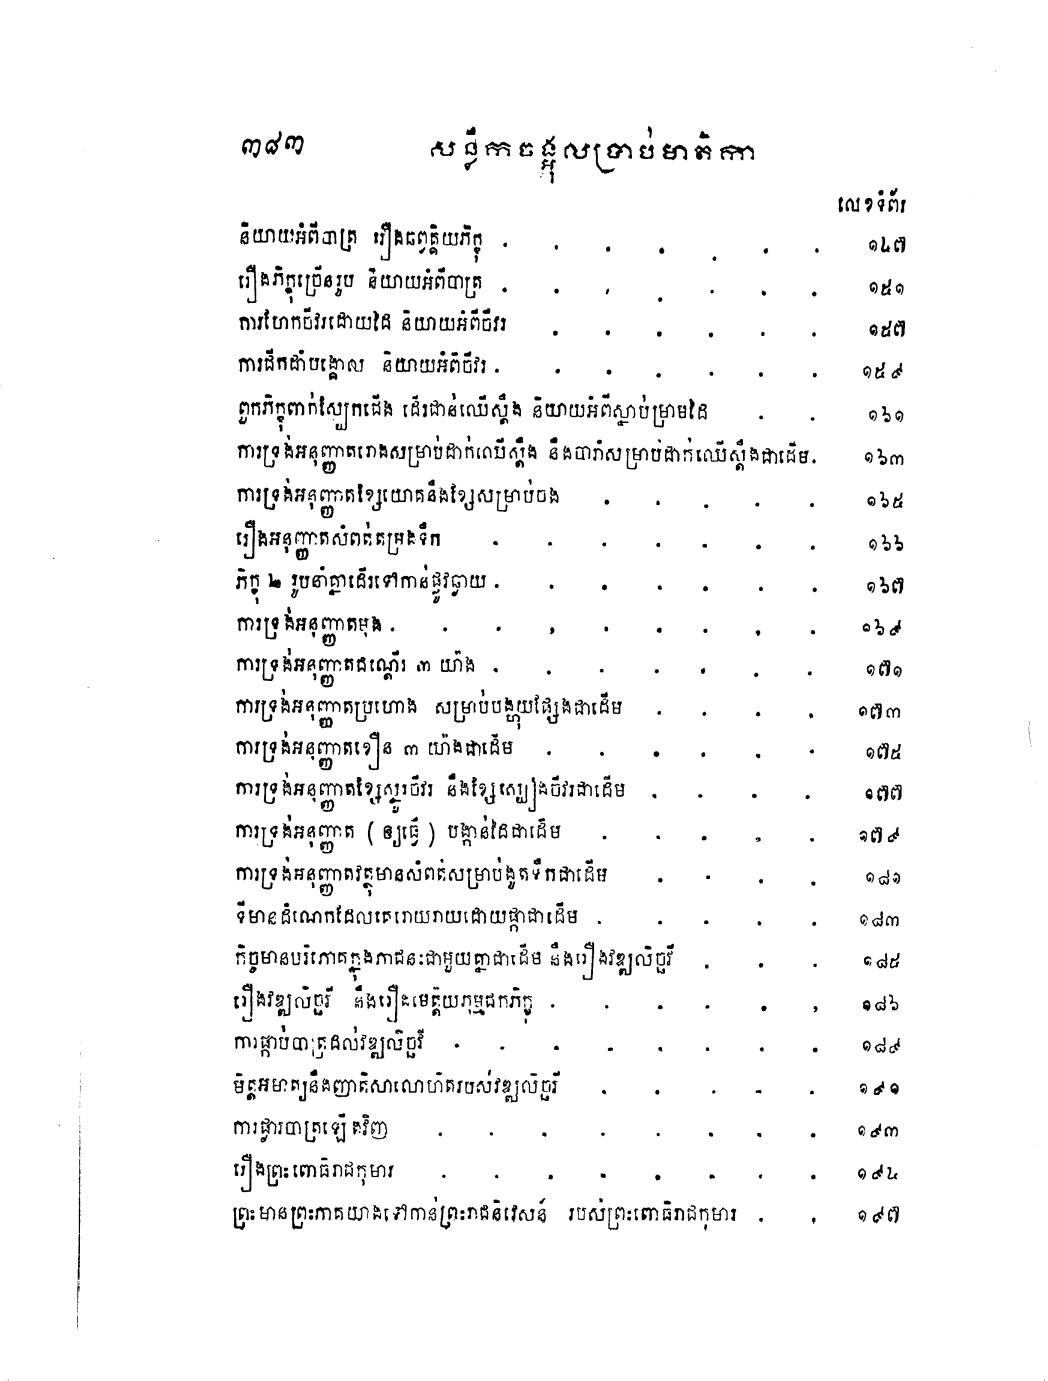 ៣៨៣ សន្លឹកចង្អុលប្រាប់មាតិកា
លេខទំព័រ
និយាយអំពីបាត្រ រឿងឆព្វគ្គិយភិក្ខុ . . . . . . . ១៤៧
រឿងភិក្ខុច្រើនរូប និយាយអំពីបាត្រ . . . . . . . ១៥១
ការហែកចីវរដោយដៃ និយាយអំពីចីវរ . . . . . . ១៥៧
ការដឹកដាំបង្គោល និយាយអំពីចីវរ . . . . . . . ១៥៩
ពួកភិក្ខុពាក់ស្បែកជើង ដើរជាន់ឈើស្ដឹង និយាយអំពីស្នាប់ម្រាមដៃ . . ១៦១
ការទ្រង់អនុញ្ញាតរោងសម្រាប់ដាក់ឈើស្ដឹង នឹងបារាំសម្រាប់ដាក់ឈើស្ដឹងជាដើម . ១៦៣
ការទ្រង់អនុញ្ញាតខ្សែយោគនឹងខ្សែសម្រាប់ចង . . . . . ១៦៥
រឿងអនុញ្ញាតសំពត់តម្រងទឹក . . . . . . . ១៦៦
ភិក្ខុ ២ រូបនាំគ្នាដើរទៅកាន់ផ្លូវឆ្ងាយ . . . . . . . ១៦៧
ការទ្រង់អនុញ្ញាតមុង . . . . . . . . . ១៦៩
ការទ្រង់អនុញ្ញាតដំណ្តើរ ៣ យ៉ាង . . . . . . . ១៧១
ការទ្រង់អនុញ្ញាតប្រហោង សម្រាប់បង្ហុយផ្សែងជាដើម . . . . ១៧៣
ការទ្រង់អនុញ្ញាតខឿន ៣ យ៉ាងជាដើម . . . . . . ១៧៥
ការទ្រង់អនុញ្ញាតខ្សែស្នួរចីវរ នឹងខ្សែស្បៀងចីវរជាដើម . . . . ១៧៧
ការទ្រង់អនុញ្ញាត ( ឲ្យធ្វើ ) បង្កាន់ដៃជាដើម . . . . . ១៧៩
ការទ្រង់អនុញ្ញាតវត្ថុមានសំពត់សម្រាប់ងូតទឹកជាដើម . . . . ១៨១
ទីមានដំណេកដែលគេរោយរាយដោយផ្កាជាដើម . . . . . ១៨៣
កិច្ចមានបរិភោគក្នុងភាជនៈជាមួយគ្នាជាដើម នឹងរឿងវឌ្ឍលិច្ឆវី . . . ១៨៥
រឿងវឌ្ឍលិច្ឆវី នឹងរឿងមេត្តិយភុម្មជកភិក្ខុ . . . . . . ១៨៦
ការផ្កាប់បាត្រដល់វឌ្ឍលិច្ឆវី . . . . . . . . ១៨៩
មិត្តអមាត្យនឹងញាតិសាលោហិតរបស់វឌ្ឍលិច្ឆវី . . . . . ១៩១
ការផ្ងារបាត្រឡើតវិញ . . . . . . . . ១៩៣
រឿងព្រះពោធិរាជកុមារ . . . . . . . . ១៩៤
ព្រះមានព្រះភាគយាងទៅកាន់ព្រះរាជនិវេសន៍ របស់ព្រះពោធិរាជកុមារ . . ១៩៧